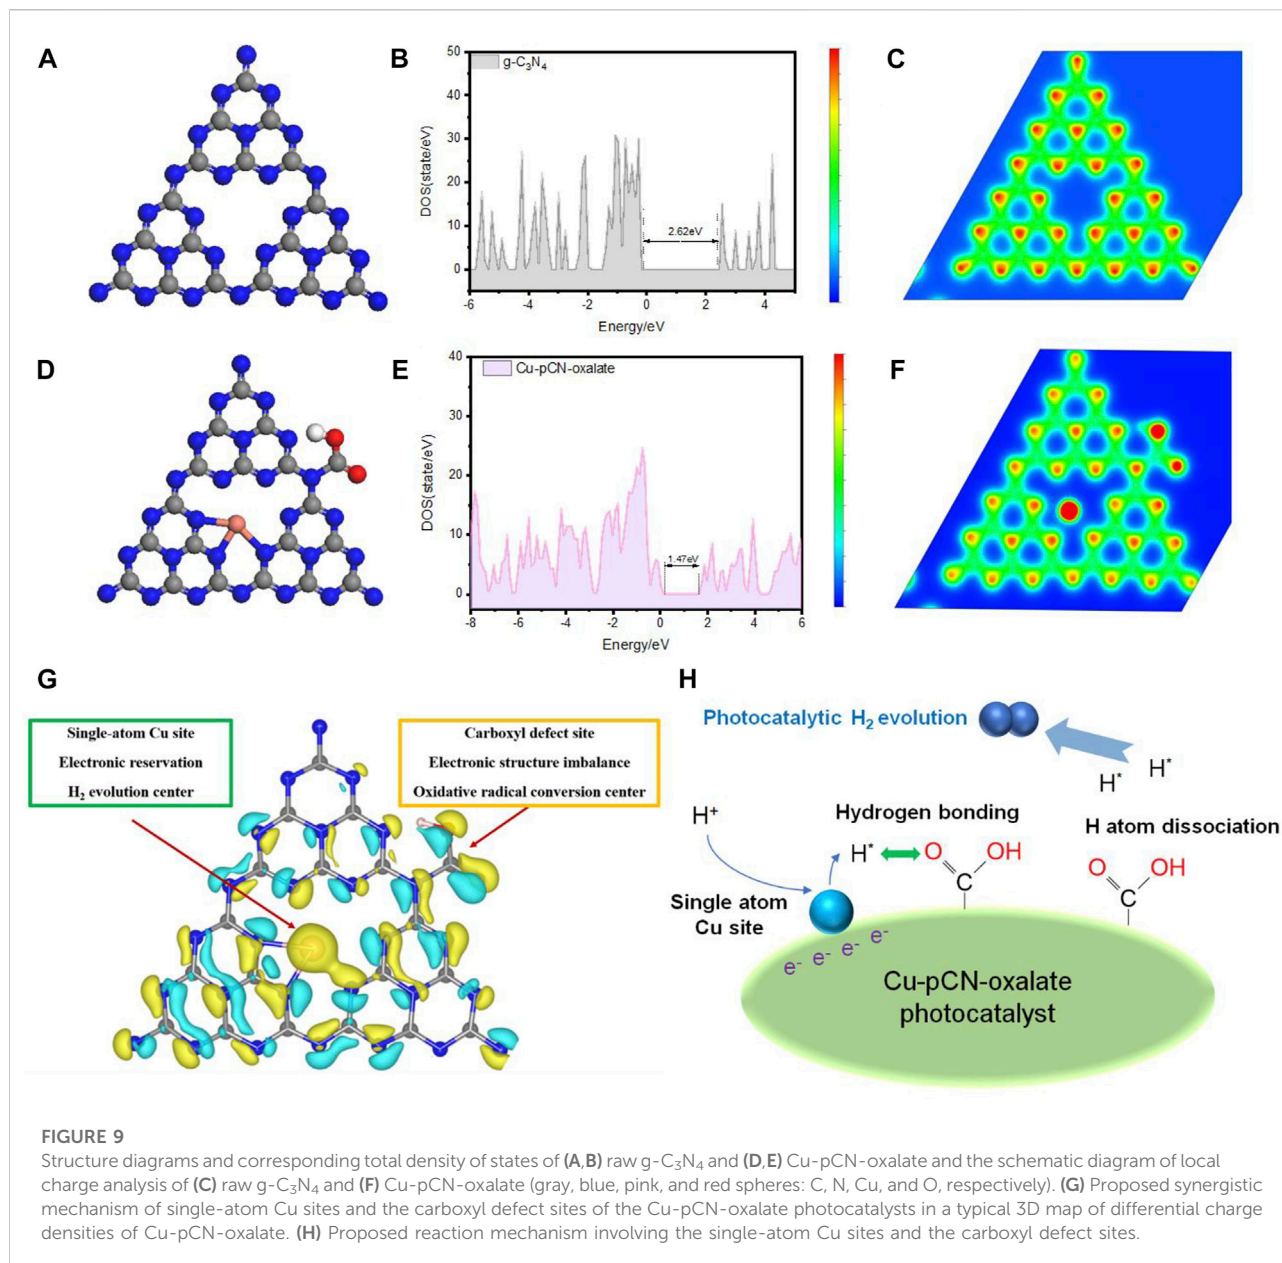 A
B
C
g-C₃N₄
50
40
30
20
10
0
DOS(state/eV)
2.62eV
-6
-4
-2
0
2
4
Energy/eV
D
E
F
Cu-pCN-oxalate
40
30
20
10
0
DOS(state/eV)
1.47eV
-8
-6
-4
-2
0
2
4
6
Energy/eV
G
Single-atom Cu site
Electronic reservation
H₂ evolution center
Carboxyl defect site
Electronic structure imbalance
Oxidative radical conversion center
H
Photocatalytic H₂ evolution
H*
H*
H⁺
Hydrogen bonding
H atom dissociation
H*
O
OH
C
O
OH
C
Single atom
Cu site
e⁻ e⁻ e⁻ e⁻
Cu-pCN-oxalate
photocatalyst
FIGURE 9
Structure diagrams and corresponding total density of states of (A,B) raw g-C₃N₄ and (D,E) Cu-pCN-oxalate and the schematic diagram of local
charge analysis of (C) raw g-C₃N₄ and (F) Cu-pCN-oxalate (gray, blue, pink, and red spheres: C, N, Cu, and O, respectively). (G) Proposed synergistic
mechanism of single-atom Cu sites and the carboxyl defect sites of the Cu-pCN-oxalate photocatalysts in a typical 3D map of differential charge
densities of Cu-pCN-oxalate. (H) Proposed reaction mechanism involving the single-atom Cu sites and the carboxyl defect sites.